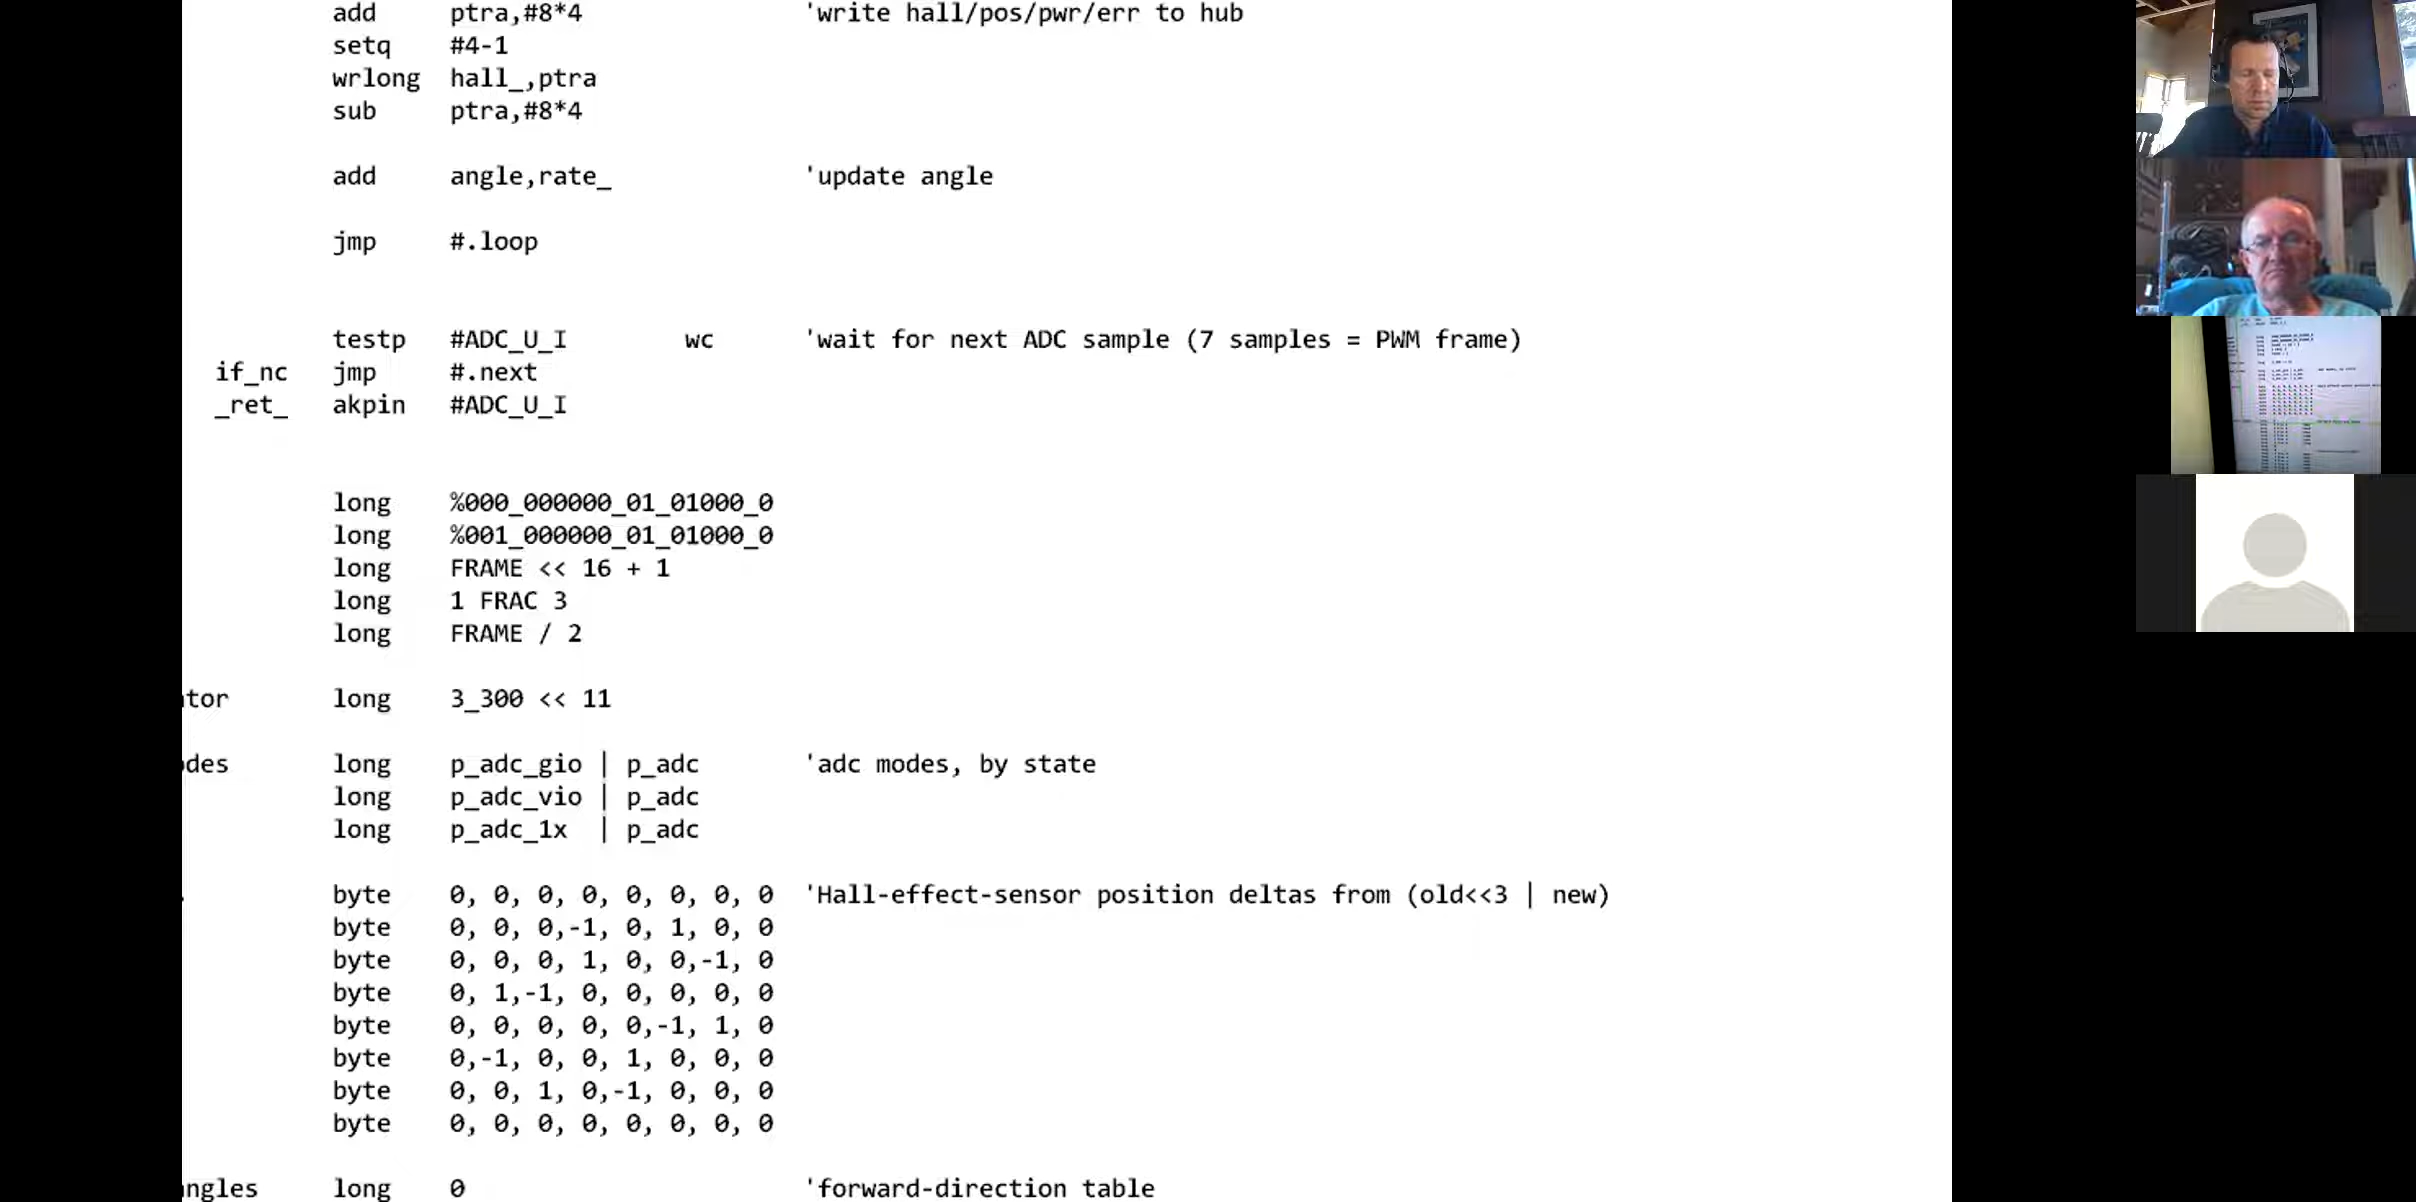 add ptra,#8*4 'write hall/pos/pwr/err to hub
setq #4-1
wrlong hall_,ptra
sub ptra,#8*4
add angle,rate_ 'update angle
jmp #.loop
testp #ADC_U_I wc 'wait for next ADC sample (7 samples = PWM frame)
if_nc jmp #.next
_ret_ akpin #ADC_U_I
long %000_000000_01_01000_0
long %001_000000_01_01000_0
long FRAME << 16 + 1
long 1 FRAC 3
long FRAME / 2
tor long 3_300 << 11
des long p_adc_gio | p_adc 'adc modes, by state
long p_adc_vio | p_adc
long p_adc_1x | p_adc
byte 0, 0, 0, 0, 0, 0, 0, 0 'Hall-effect-sensor position deltas from (old<<3 | new)
byte 0, 0, 0,-1, 0, 1, 0, 0
byte 0, 0, 0, 1, 0, 0,-1, 0
byte 0, 1,-1, 0, 0, 0, 0, 0
byte 0, 0, 0, 0, 0,-1, 1, 0
byte 0,-1, 0, 0, 1, 0, 0, 0
byte 0, 0, 1, 0,-1, 0, 0, 0
byte 0, 0, 0, 0, 0, 0, 0, 0
ngles long 0 'forward-direction table